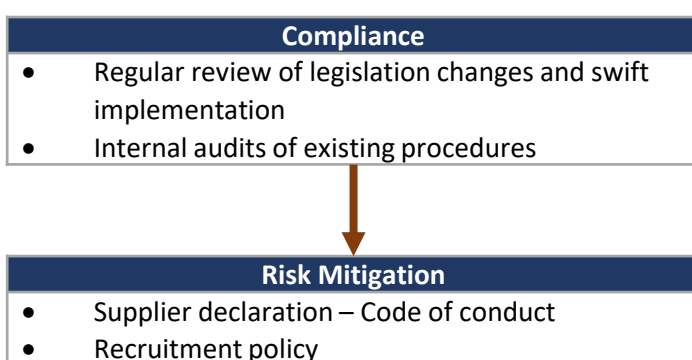 Compliance
• Regular review of legislation changes and swift
implementation
• Internal audits of existing procedures
Risk Mitigation
• Supplier declaration – Code of conduct
• Recruitment policy